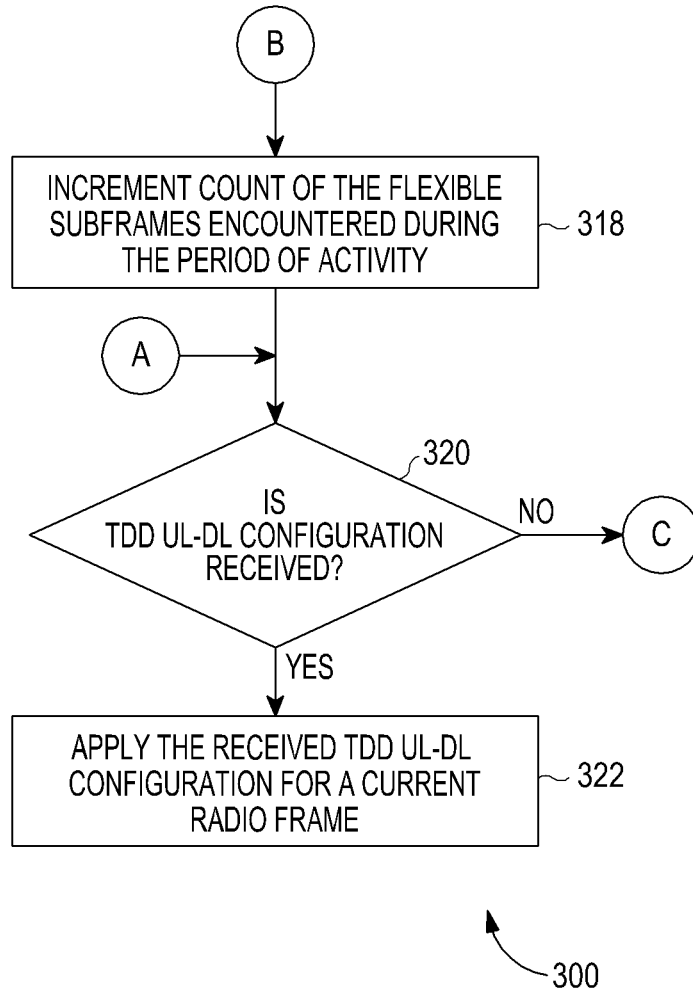 B
INCREMENT COUNT OF THE FLEXIBLE
SUBFRAMES ENCOUNTERED DURING
THE PERIOD OF ACTIVITY
318
A
320
IS
TDD UL-DL CONFIGURATION
RECEIVED?
NO
C
YES
APPLY THE RECEIVED TDD UL-DL
CONFIGURATION FOR A CURRENT
RADIO FRAME
322
300